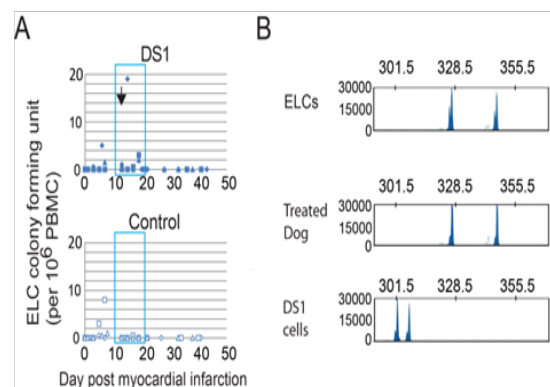 A
DS1
20
10
0
0 10 20 30 40 50
Control
20
10
0
0 10 20 30 40 50
ELC colony forming unit
(per 10⁶ PBMC)
Day post myocardial infarction
B
301.5 328.5 355.5
ELCs
30000
15000
0
301.5 328.5 355.5
Treated
Dog
30000
15000
0
DS1
cells
301.5 328.5 355.5
30000
15000
0